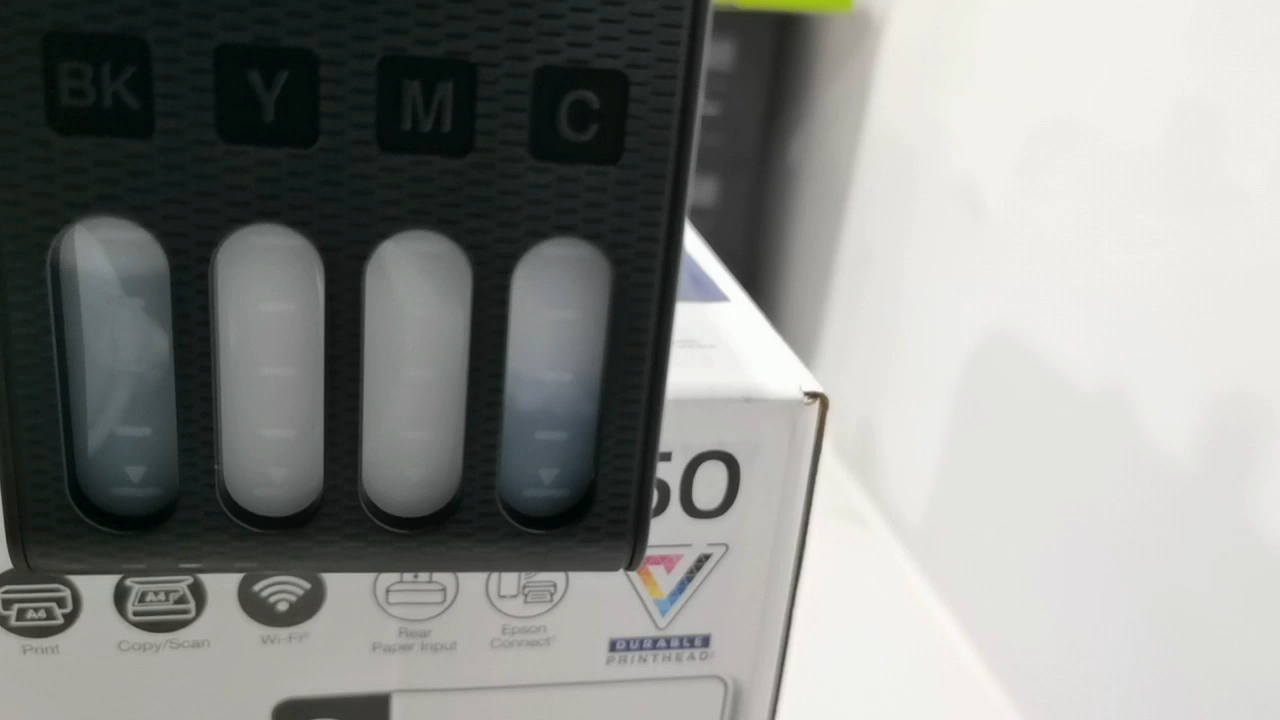 BK
Y
M
C
50
A4
Print
A4
Copy/Scan
Wi-Fi®
Rear
Paper Input
Epson
Connect
DURABLE
PRINTHEAD